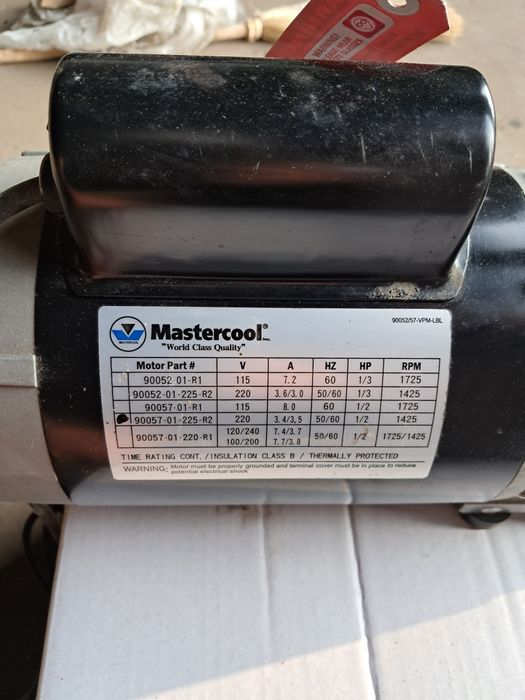 WARNING!
90052/57-VPM-LBL
MASTERCOOL
Mastercool® Inc.
"World Class Quality"
Motor Part # V A HZ HP RPM
90052 01-R1 115 7.2 60 1/3 1725
90052-01-225-R2 220 3.6/3.0 50/60 1/3 1425
90057-01-R1 115 8.0 60 1/2 1725
90057-01-225-R2 220 3.4/3.5 50/60 1/2 1425
90057-01-220-R1 120/240 7.4/3.7 50/60 1/2 1725/1425
100/200 7.7/3.8
TIME RATING CONT. /INSULATION CLASS B / THERMALLY PROTECTED
WARNING: Motor must be properly grounded and terminal cover must be in place to reduce
potential electrical shock